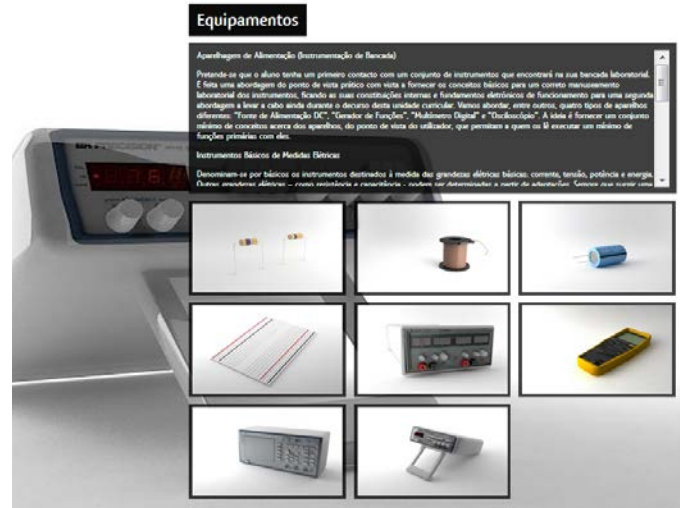 Equipamentos
Aparelhagem de Alimentação (Instrumentação de Bancada)
Pretende-se que o aluno tenha um primeiro contacto com um conjunto de instrumentos que encontrará na sua bancada laboratorial.
É feita uma abordagem do ponto de vista prático com vista a fornecer os conceitos básicos para um correto manuseamento
laboratorial dos instrumentos, ficando as suas constituições internas e fundamentos eletrónicos de funcionamento para uma segunda
abordagem a levar a cabo ainda durante o decurso desta unidade curricular. Vamos abordar, entre outros, quatro tipos de aparelhos
diferentes: "Fonte de Alimentação DC", "Gerador de Funções", "Multímetro Digital" e "Osciloscópio". A ideia é fornecer um conjunto
mínimo de conceitos acerca dos aparelhos, do ponto de vista do utilizador, que permitam a quem os lê executar um mínimo de
funções primárias com eles.
Instrumentos Básicos de Medidas Elétricas
Denominam-se por básicos os instrumentos destinados à medida das grandezas elétricas básicas: corrente, tensão, potência e energia.
Outras grandezas elétricas – como resistência e capacitância - podem ser determinadas a partir de adaptações. Sempre que surgir uma
PRECISION